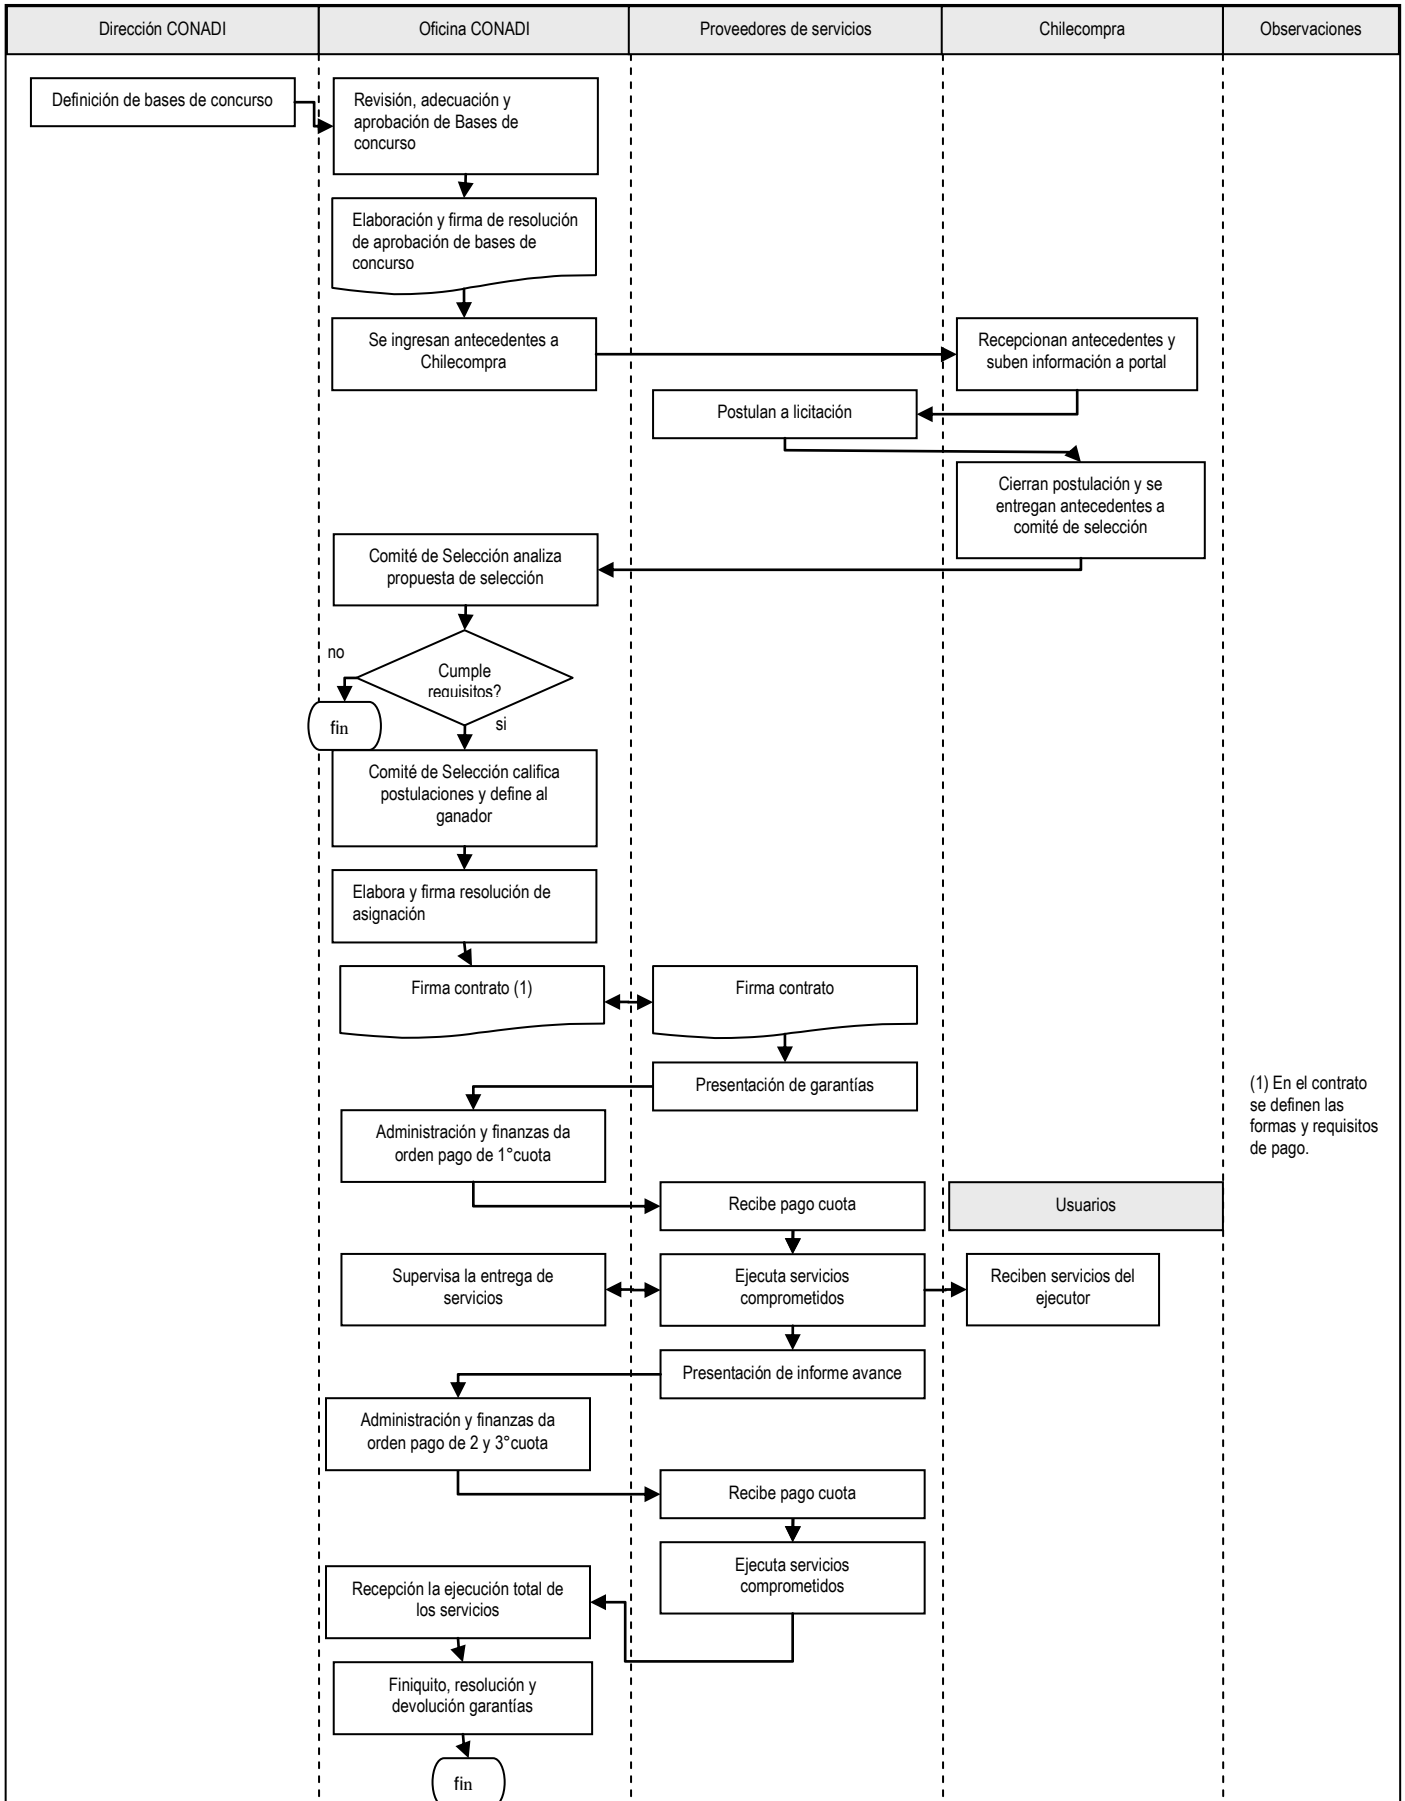 Dirección CONADI
Oficina CONADI
Proveedores de servicios
Chilecompra
Observaciones
Definición de bases de concurso
Revisión, adecuación y
aprobación de Bases de
concurso
Elaboración y firma de resolución
de aprobación de bases de
concurso
Se ingresan antecedentes a
Chilecompra
Recepcionan antecedentes y
suben información a portal
Postulan a licitación
Cierran postulación y se
entregan antecedentes a
comité de selección
Comité de Selección analiza
propuesta de selección
no
Cumple
requisitos?
fin
si
Comité de Selección califica
postulaciones y define al
ganador
Elabora y firma resolución de
asignación
Firma contrato (1)
Firma contrato
Presentación de garantías
(1) En el contrato
se definen las
formas y requisitos
de pago.
Administración y finanzas da
orden pago de 1°cuota
Recibe pago cuota
Usuarios
Supervisa la entrega de
servicios
Ejecuta servicios
comprometidos
Reciben servicios del
ejecutor
Presentación de informe avance
Administración y finanzas da
orden pago de 2 y 3°cuota
Recibe pago cuota
Ejecuta servicios
comprometidos
Recepción la ejecución total de
los servicios
Finiquito, resolución y
devolución garantías
fin